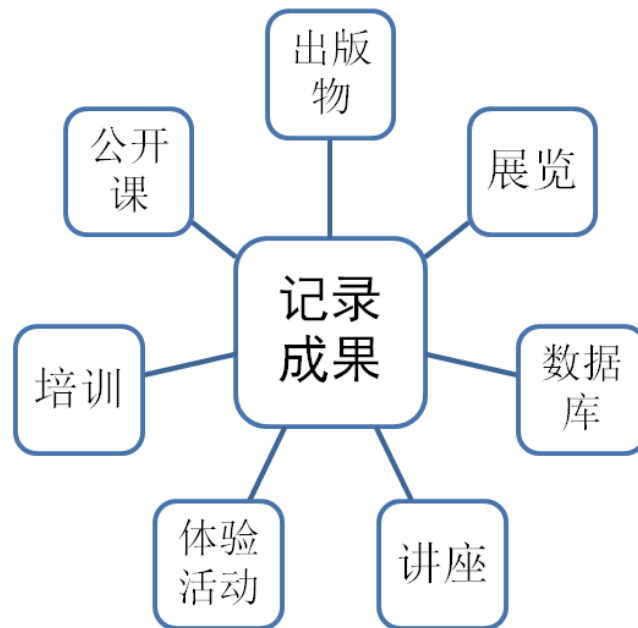 出版
物
公开
课
展览
记录
成果
培训
数据
库
体验
活动
讲座